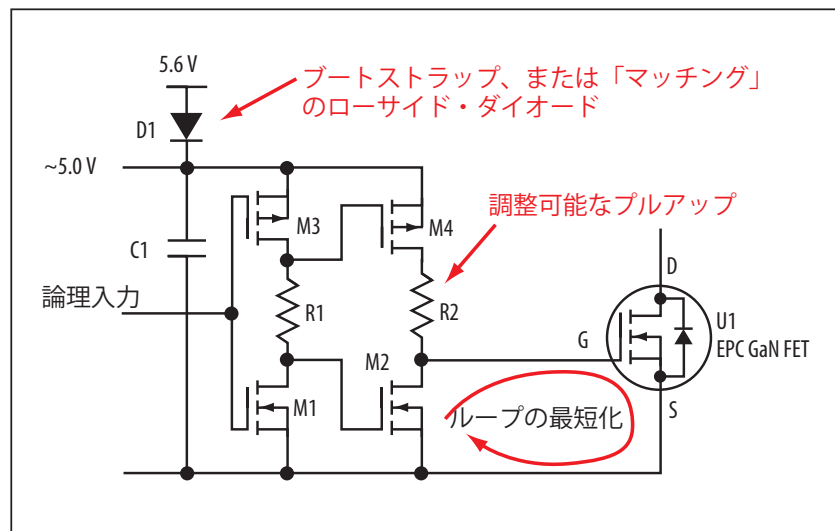 5.6 V
ブートストラップ、または「マッチング」
のローサイド・ダイオード
D1
~5.0 V
M3
M4
調整可能なプルアップ
C1
D
論理入力
R1
R2
G
U1
EPC GaN FET
M2
M1
ループの最短化
S